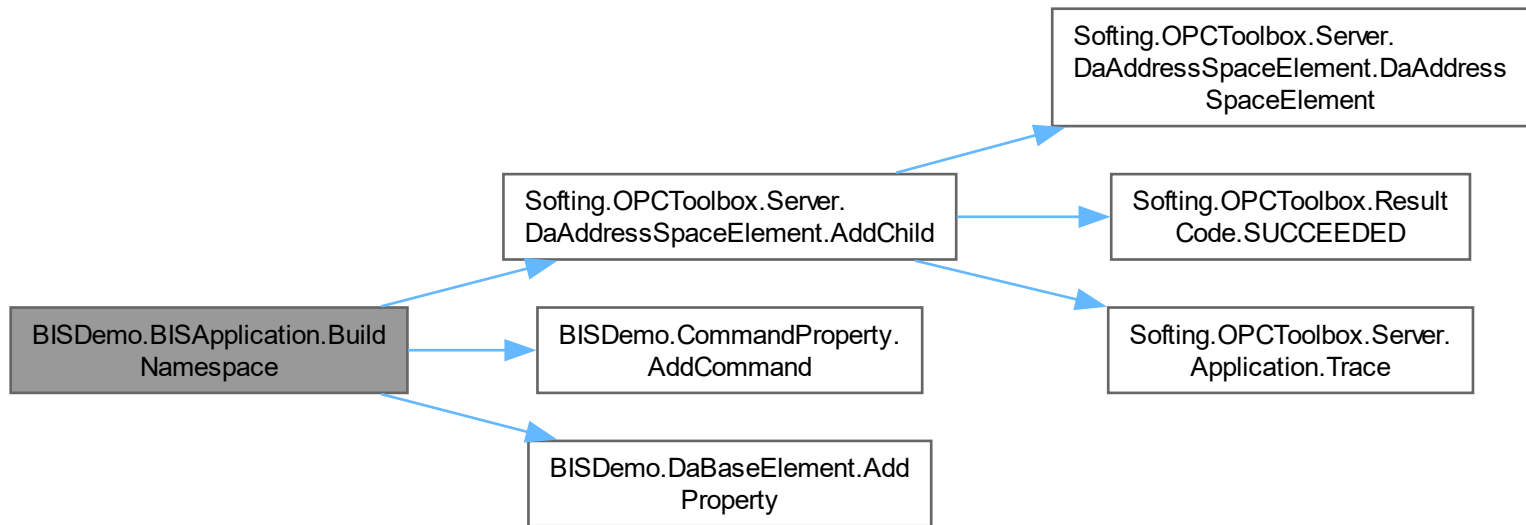 BISDemo.BISApplication.Build
Namespace
Softing.OPCToolbox.Server.
DaAddressSpaceElement.AddChild
BISDemo.CommandProperty.
AddCommand
BISDemo.DaBaseElement.Add
Property
Softing.OPCToolbox.Server.
DaAddressSpaceElement.DaAddress
SpaceElement
Softing.OPCToolbox.Result
Code.SUCCEEDED
Softing.OPCToolbox.Server.
Application.Trace